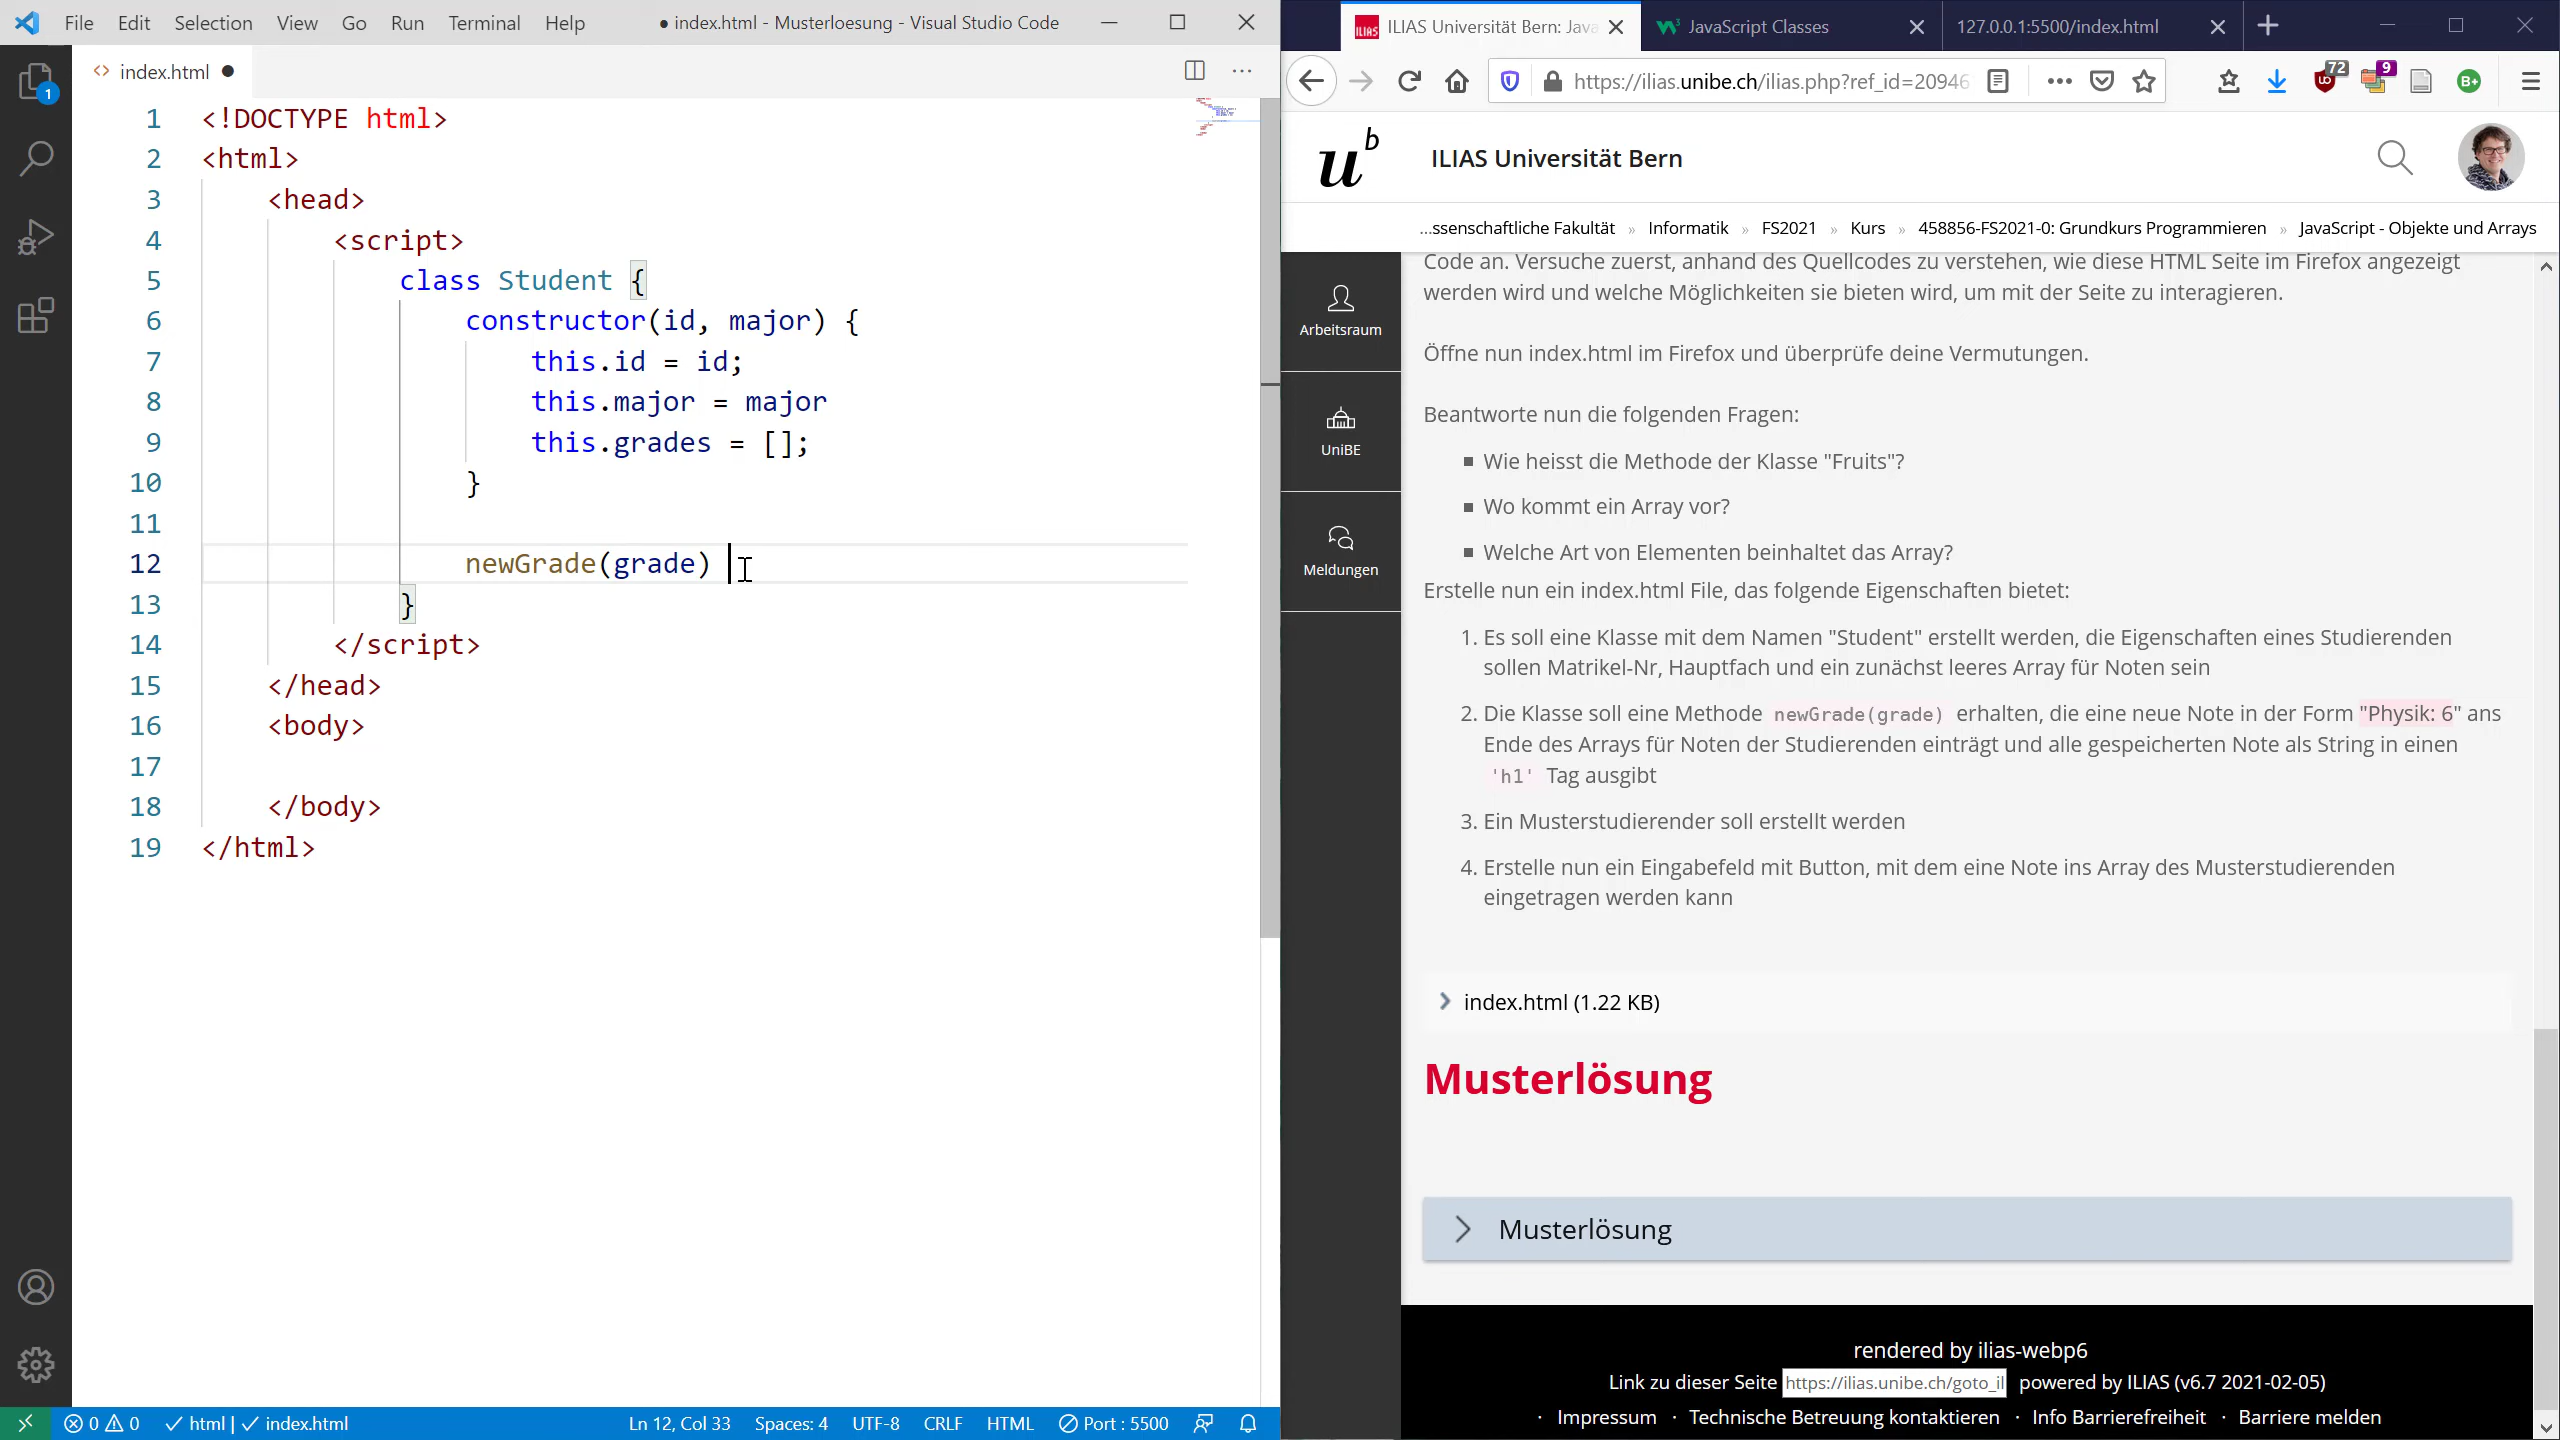 File Edit Selection View Go Run Terminal Help ● index.html - Musterloesung - Visual Studio Code
<> index.html ●
1 <!DOCTYPE html>
2 <html>
3 <head>
4 <script>
5 class Student {
6 constructor(id, major) {
7 this.id = id;
8 this.major = major
9 this.grades = [];
10 }
11
12 newGrade(grade)
13 }
14 </script>
15 </head>
16 <body>
17
18 </body>
19 </html>
1
0 0 html | index.html Ln 12, Col 33 Spaces: 4 UTF-8 CRLF HTML Port : 5500
ILIAS Universität Bern: Java JavaScript Classes 127.0.0.1:5500/index.html
https://ilias.unibe.ch/ilias.php?ref_id=20946 72 9 B+
u b ILIAS Universität Bern
...ssenschaftliche Fakultät » Informatik » FS2021 » Kurs » 458856-FS2021-0: Grundkurs Programmieren » JavaScript - Objekte und Arrays
Arbeitsraum
UniBE
Meldungen
Code an. Versuche zuerst, anhand des Quellcodes zu verstehen, wie diese HTML Seite im Firefox angezeigt
werden wird und welche Möglichkeiten sie bieten wird, um mit der Seite zu interagieren.
Öffne nun index.html im Firefox und überprüfe deine Vermutungen.
Beantworte nun die folgenden Fragen:
Wie heisst die Methode der Klasse "Fruits"?
Wo kommt ein Array vor?
Welche Art von Elementen beinhaltet das Array?
Erstelle nun ein index.html File, das folgende Eigenschaften bietet:
1. Es soll eine Klasse mit dem Namen "Student" erstellt werden, die Eigenschaften eines Studierenden
sollen Matrikel-Nr, Hauptfach und ein zunächst leeres Array für Noten sein
2. Die Klasse soll eine Methode newGrade(grade) erhalten, die eine neue Note in der Form "Physik: 6" ans
Ende des Arrays für Noten der Studierenden einträgt und alle gespeicherten Note als String in einen
'h1' Tag ausgibt
3. Ein Musterstudierender soll erstellt werden
4. Erstelle nun ein Eingabefeld mit Button, mit dem eine Note ins Array des Musterstudierenden
eingetragen werden kann
index.html (1.22 KB)
Musterlösung
Musterlösung
rendered by ilias-webp6
Link zu dieser Seite https://ilias.unibe.ch/goto_il powered by ILIAS (v6.7 2021-02-05)
· Impressum · Technische Betreuung kontaktieren · Info Barrierefreiheit · Barriere melden